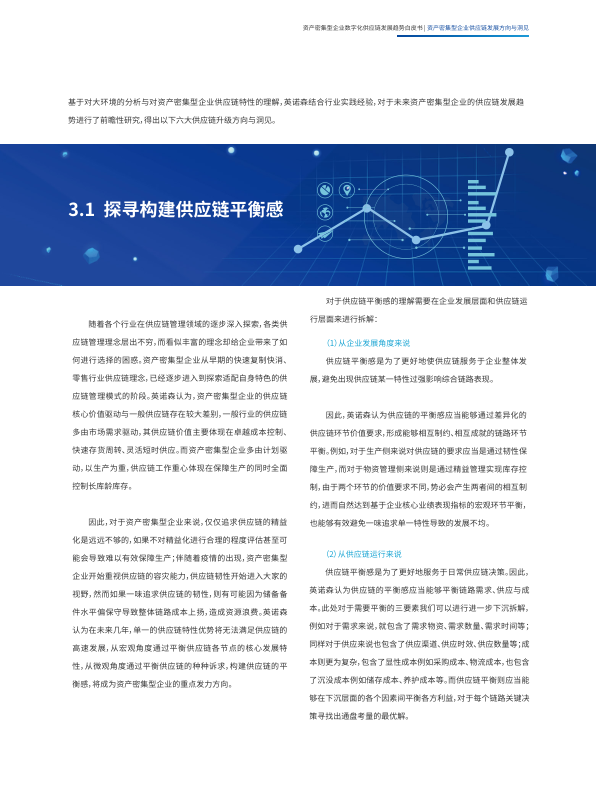 资产密集型企业数字化供应链发展趋势白皮书 | 资产密集型企业供应链发展方向与洞见
基于对大环境的分析与对资产密集型企业供应链特性的理解，英诺森结合行业实践经验，对于未来资产密集型企业的供应链发展趋
势进行了前瞻性研究，得出以下六大供应链升级方向与洞见。
3.1 探寻构建供应链平衡感
随着各个行业在供应链管理领域的逐步深入探索，各类供
应链管理理念层出不穷，而看似丰富的理念却给企业带来了如
何进行选择的困惑。资产密集型企业从早期的快速复制快消、
零售行业供应链理念，已经逐步进入到探索适配自身特色的供
应链管理模式的阶段。英诺森认为，资产密集型企业的供应链
核心价值驱动与一般供应链存在较大差别，一般行业的供应链
多由市场需求驱动，其供应链价值主要体现在卓越成本控制、
快速存货周转、灵活短时供应。而资产密集型企业多由计划驱
动，以生产为重，供应链工作重心体现在保障生产的同时全面
控制长库龄库存。
因此，对于资产密集型企业来说，仅仅追求供应链的精益
化是远远不够的，如果不对精益化进行合理的程度评估甚至可
能会导致难以有效保障生产；伴随着疫情的出现，资产密集型
企业开始重视供应链的容灾能力，供应链韧性开始进入大家的
视野，然而如果一味追求供应链的韧性，则有可能因为储备备
件水平偏保守导致整体链路成本上扬，造成资源浪费。英诺森
认为在未来几年，单一的供应链特性优势将无法满足供应链的
高速发展，从宏观角度通过平衡供应链各节点的核心发展特
性，从微观角度通过平衡供应链的种种诉求，构建供应链的平
衡感，将成为资产密集型企业的重点发力方向。
对于供应链平衡感的理解需要在企业发展层面和供应链运
行层面来进行拆解：
（1）从企业发展角度来说
供应链平衡感是为了更好地使供应链服务于企业整体发
展，避免出现供应链某一特性过强影响综合链路表现。
因此，英诺森认为供应链的平衡感应当能够通过差异化的
供应链环节价值要求，形成能够相互制约、相互成就的链路环节
平衡。例如，对于生产侧来说对供应链的要求应当是通过韧性保
障生产，而对于物资管理侧来说则是通过精益管理实现库存控
制，由于两个环节的价值要求不同，势必会产生两者间的相互制
约，进而自然达到基于企业核心业绩表现指标的宏观环节平衡，
也能够有效避免一味追求单一特性导致的发展不均。
（2）从供应链运行来说
供应链平衡感是为了更好地服务于日常供应链决策。因此，
英诺森认为供应链的平衡感应当能够平衡链路需求、供应与成
本。此处对于需要平衡的三要素我们可以进行进一步下沉拆解，
例如对于需求来说，就包含了需求物资、需求数量、需求时间等；
同样对于供应来说也包含了供应渠道、供应时效、供应数量等；成
本则更为复杂，包含了显性成本例如采购成本、物流成本，也包含
了沉没成本例如储存成本、养护成本等。而供应链平衡则应当能
够在下沉层面的各个因素间平衡各方利益，对于每个链路关键决
策寻找出通盘考量的最优解。